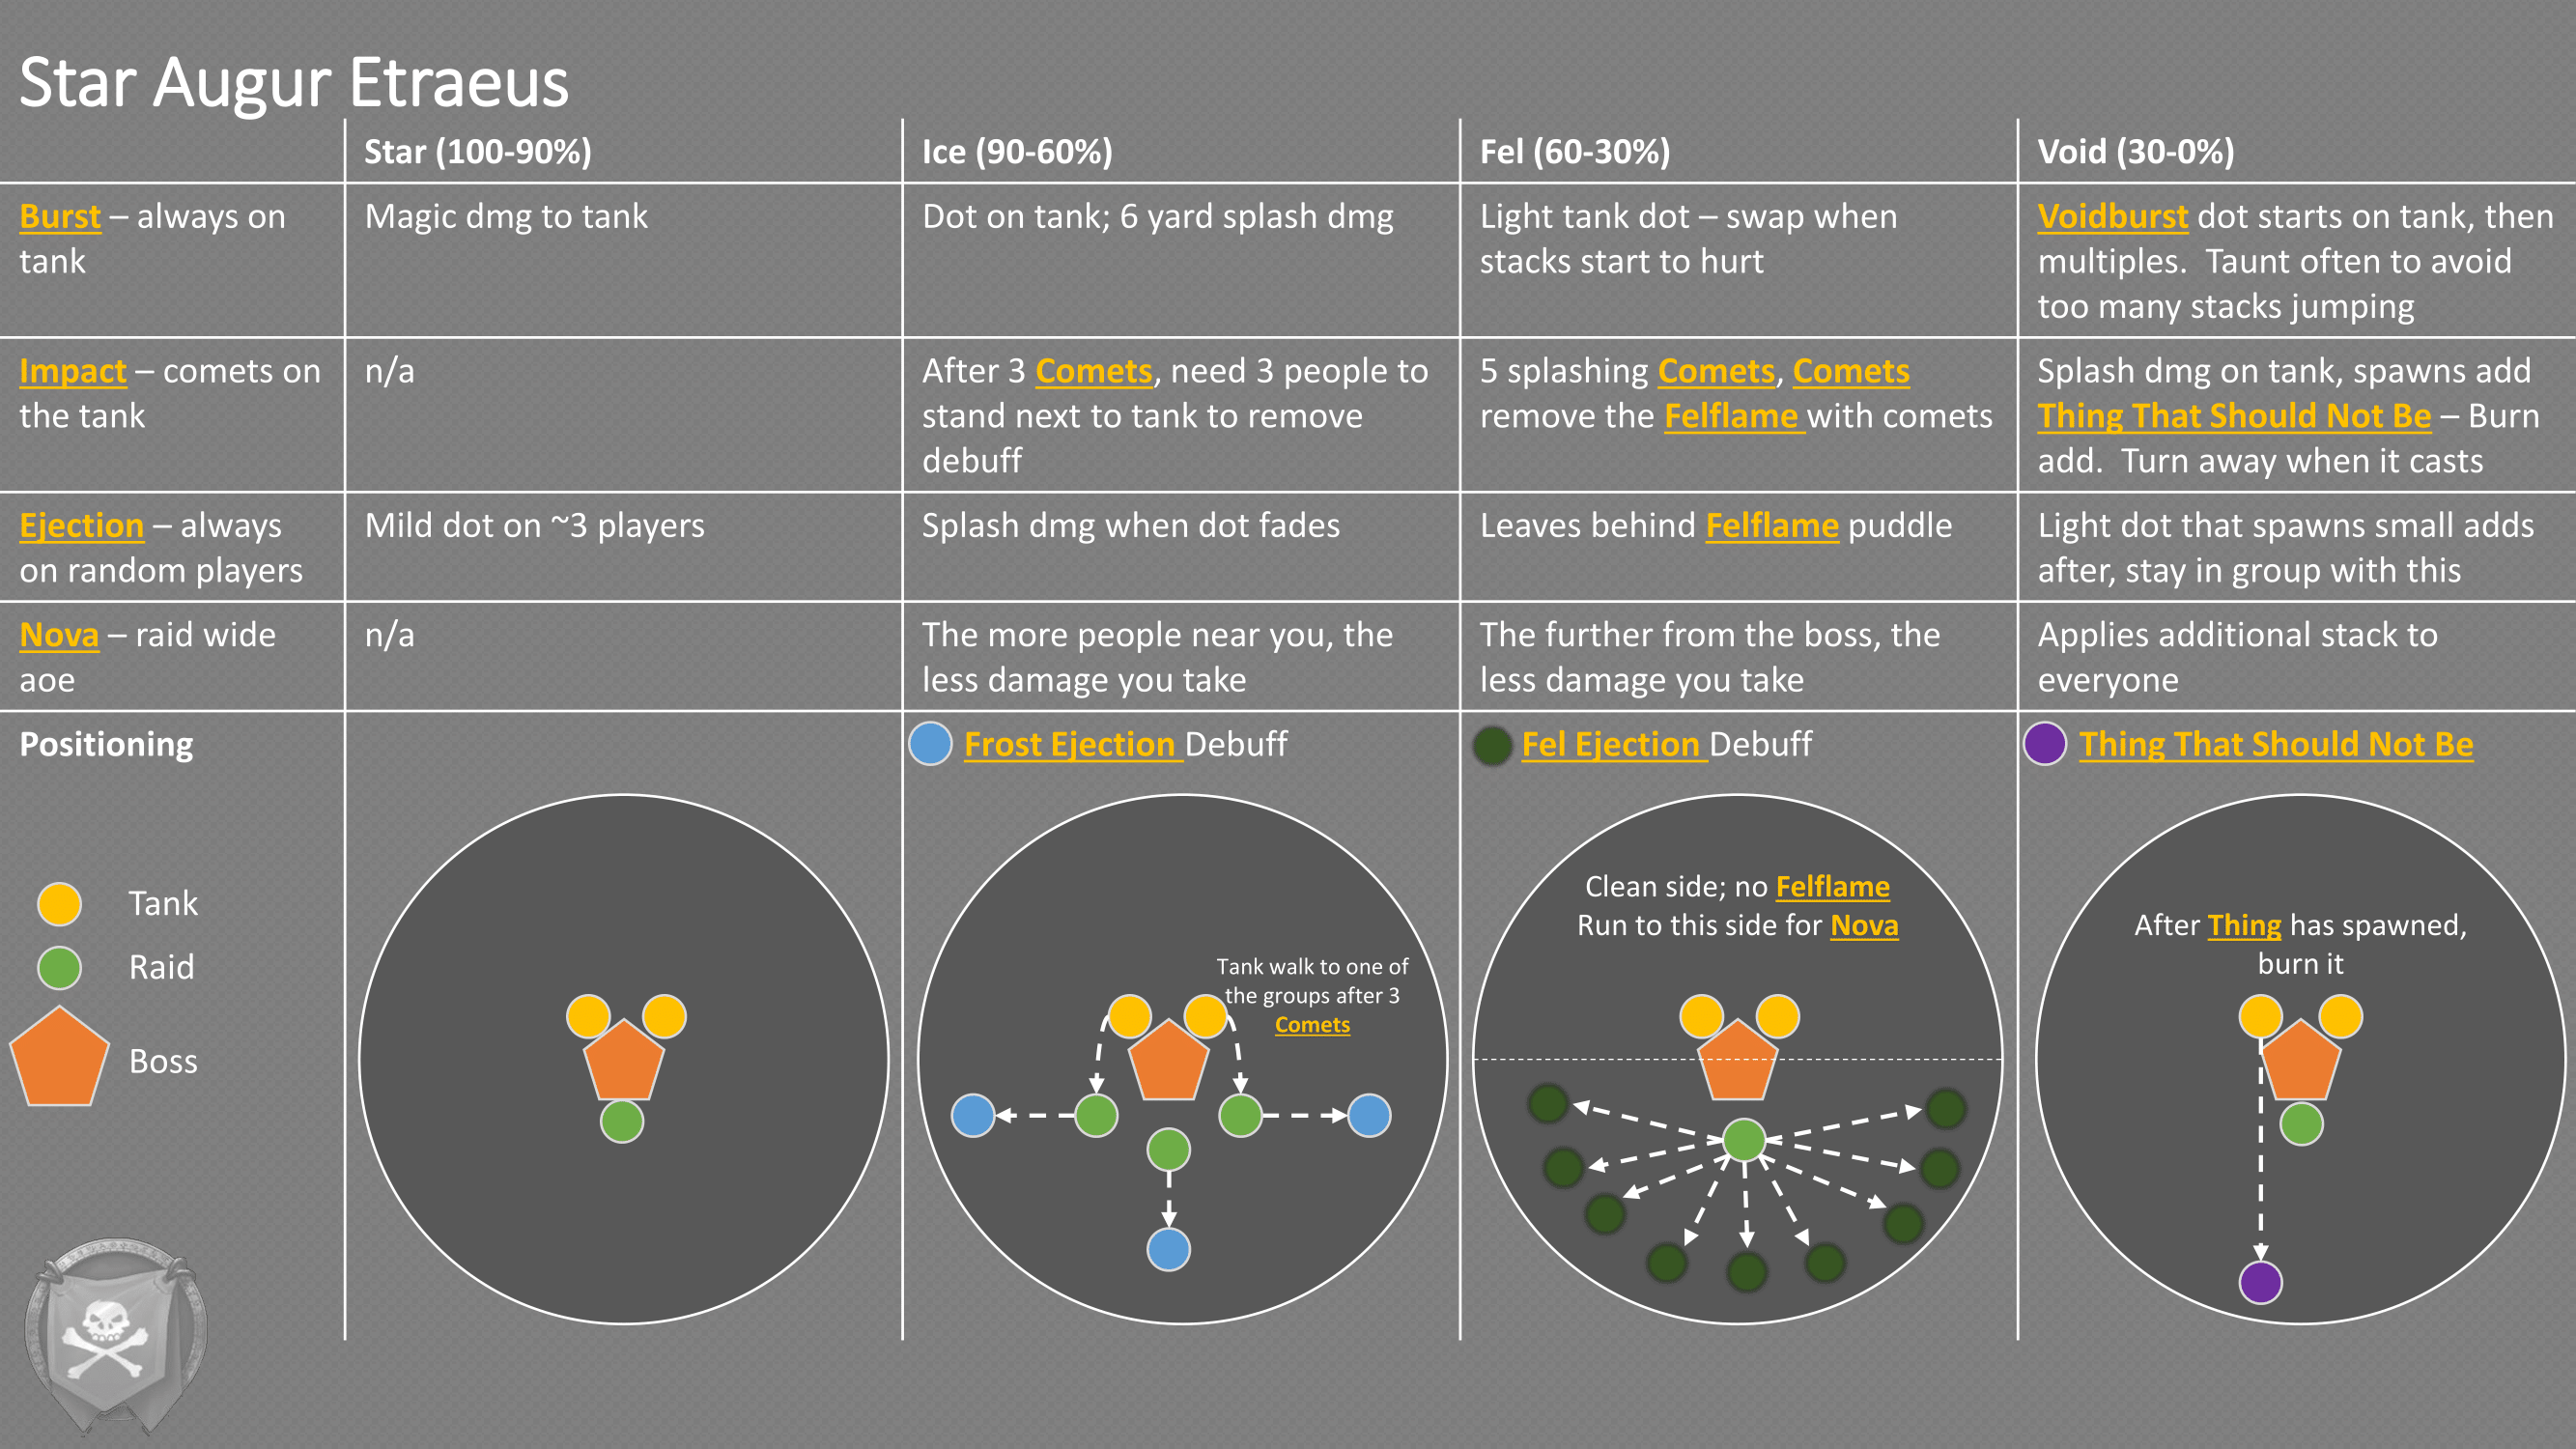 Star Augur Etraeus
Star (100-90%)
Ice (90-60%)
Fel (60-30%)
Void (30-0%)
Burst – always on
tank
Magic dmg to tank
Dot on tank; 6 yard splash dmg
Light tank dot – swap when
stacks start to hurt
Voidburst dot starts on tank, then
multiples.  Taunt often to avoid
too many stacks jumping
Impact – comets on
the tank
n/a
After 3 Comets, need 3 people to
stand next to tank to remove
debuff
5 splashing Comets, Comets
remove the Felflame with comets
Splash dmg on tank, spawns add
Thing That Should Not Be – Burn
add.  Turn away when it casts
Ejection – always
on random players
Mild dot on ~3 players
Splash dmg when dot fades
Leaves behind Felflame puddle
Light dot that spawns small adds
after, stay in group with this
Nova – raid wide
aoe
n/a
The more people near you, the
less damage you take
The further from the boss, the
less damage you take
Applies additional stack to
everyone
Positioning
Tank
Raid
Boss
Frost Ejection Debuff
Tank walk to one of
the groups after 3
Comets
Fel Ejection Debuff
Clean side; no Felflame
Run to this side for Nova
Thing That Should Not Be
After Thing has spawned,
burn it